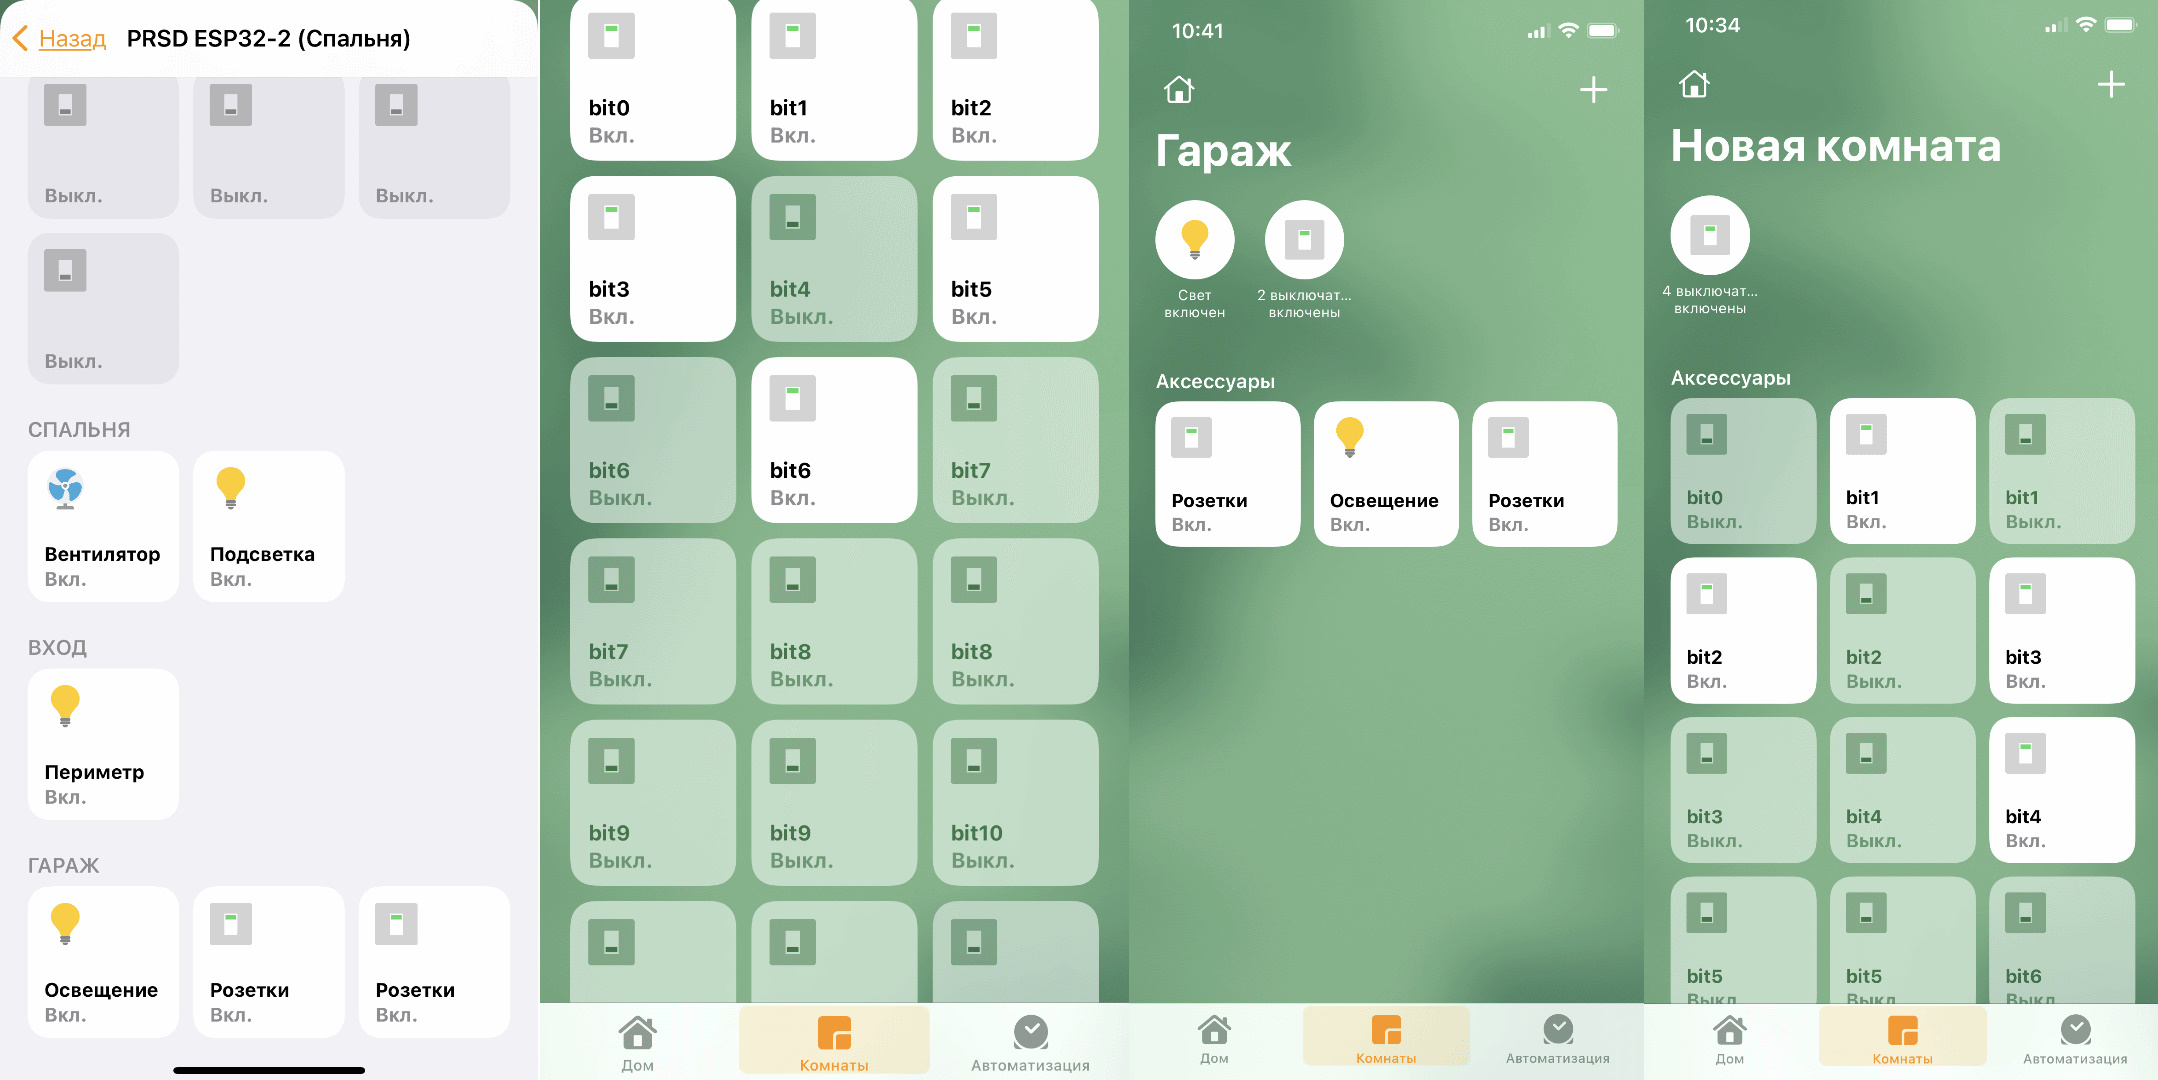 Назад
PRSD ESP32-2 (Спальня)
Выкл.
Выкл.
Выкл.
Выкл.
СПАЛЬНЯ
Вентилятор
Вкл.
Подсветка
Вкл.
ВХОД
Периметр
Вкл.
ГАРАЖ
Освещение
Вкл.
Розетки
Вкл.
Розетки
Вкл.
bit0
Вкл.
bit1
Вкл.
bit2
Вкл.
bit3
Вкл.
bit4
Выкл.
bit5
Вкл.
bit6
Выкл.
bit6
Вкл.
bit7
Выкл.
bit7
Выкл.
bit8
Выкл.
bit8
Выкл.
bit9
Выкл.
bit9
Выкл.
bit10
Выкл.
Дом
Комнаты
Автоматизация
10:41
Гараж
Свет
включен
2 выключат...
включены
Аксессуары
Розетки
Вкл.
Освещение
Вкл.
Розетки
Вкл.
Дом
Комнаты
Автоматизация
10:34
Новая комната
4 выключат...
включены
Аксессуары
bit0
Выкл.
bit1
Вкл.
bit1
Выкл.
bit2
Вкл.
bit2
Выкл.
bit3
Вкл.
bit3
Выкл.
bit4
Выкл.
bit4
Вкл.
bit5
Выкл
bit5
Выкл
bit6
Выкл
Дом
Комнаты
Автоматизация